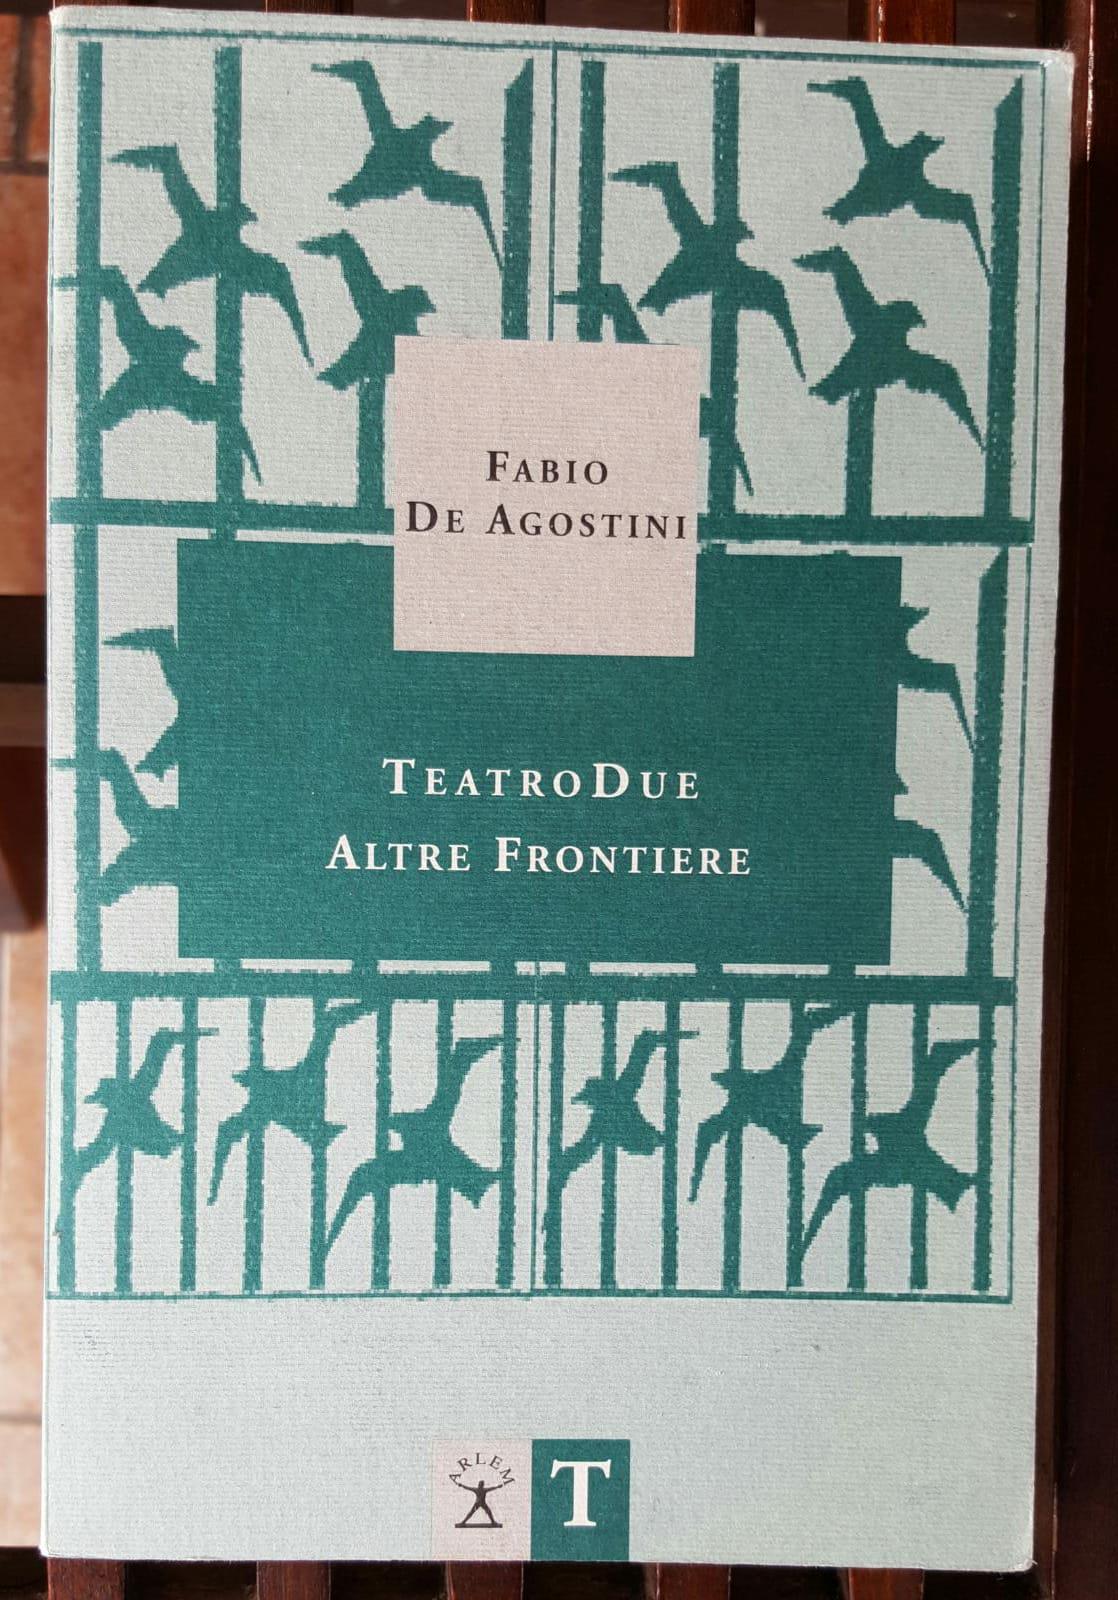 FABIO
DE AGOSTINI
TEATRODUE
ALTRE FRONTIERE
ARLEM
T